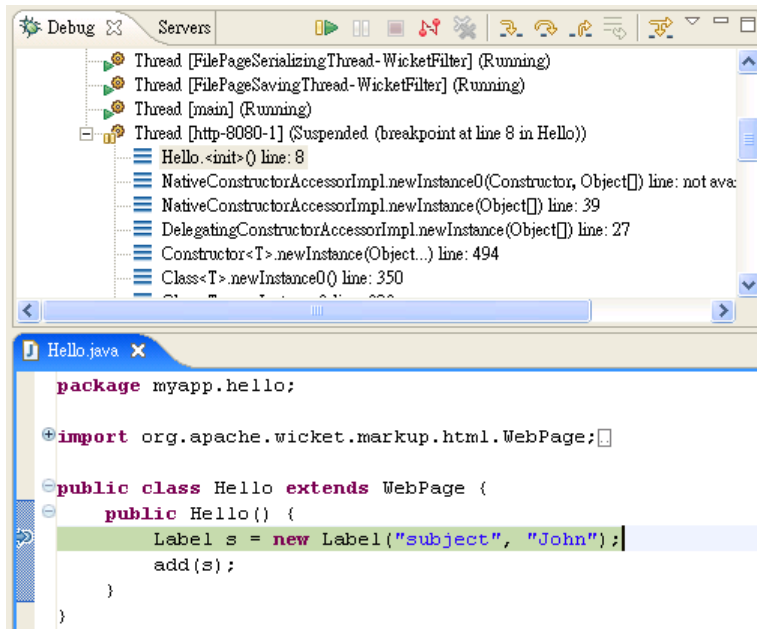 Debug Servers
Thread [FilePageSerializingThread-WicketFilter] (Running)
Thread [FilePageSavingThread-WicketFilter] (Running)
Thread [main] (Running)
Thread [http-8080-1] (Suspended (breakpoint at line 8 in Hello))
Hello.<init>() line: 8
NativeConstructorAccessorImpl.newInstance0(Constructor, Object[]) line: not
NativeConstructorAccessorImpl.newInstance(Object[]) line: 39
DelegatingConstructorAccessorImpl.newInstance(Object[]) line: 27
Constructor<T>.newInstance(Object...) line: 494
Class<T>.newInstance0() line: 350
Hello.java
package myapp.hello;
import org.apache.wicket.markup.html.WebPage;
public class Hello extends WebPage {
public Hello() {
Label s = new Label("subject", "John");
add(s);
}
}